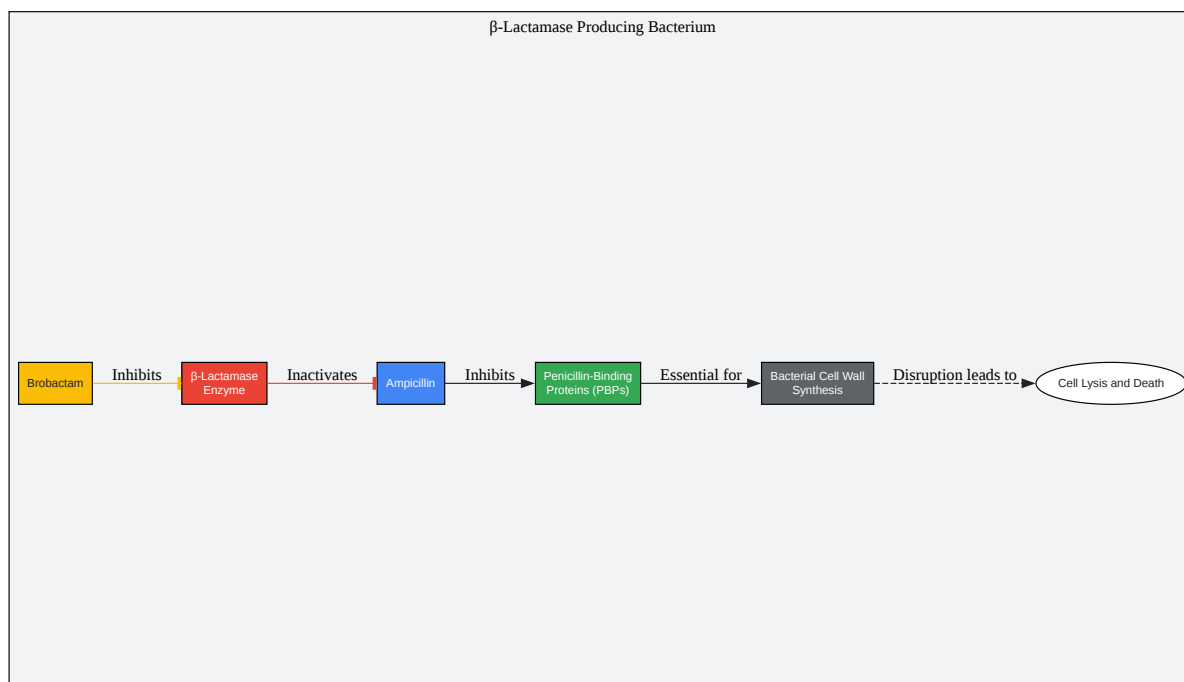 β-Lactamase Producing Bacterium
Brobactam
Inhibits
β-Lactamase
Enzyme
Inactivates
Ampicillin
Inhibits
Penicillin-Binding
Proteins (PBPs)
Essential for
Bacterial Cell Wall
Synthesis
Disruption leads to
Cell Lysis and Death